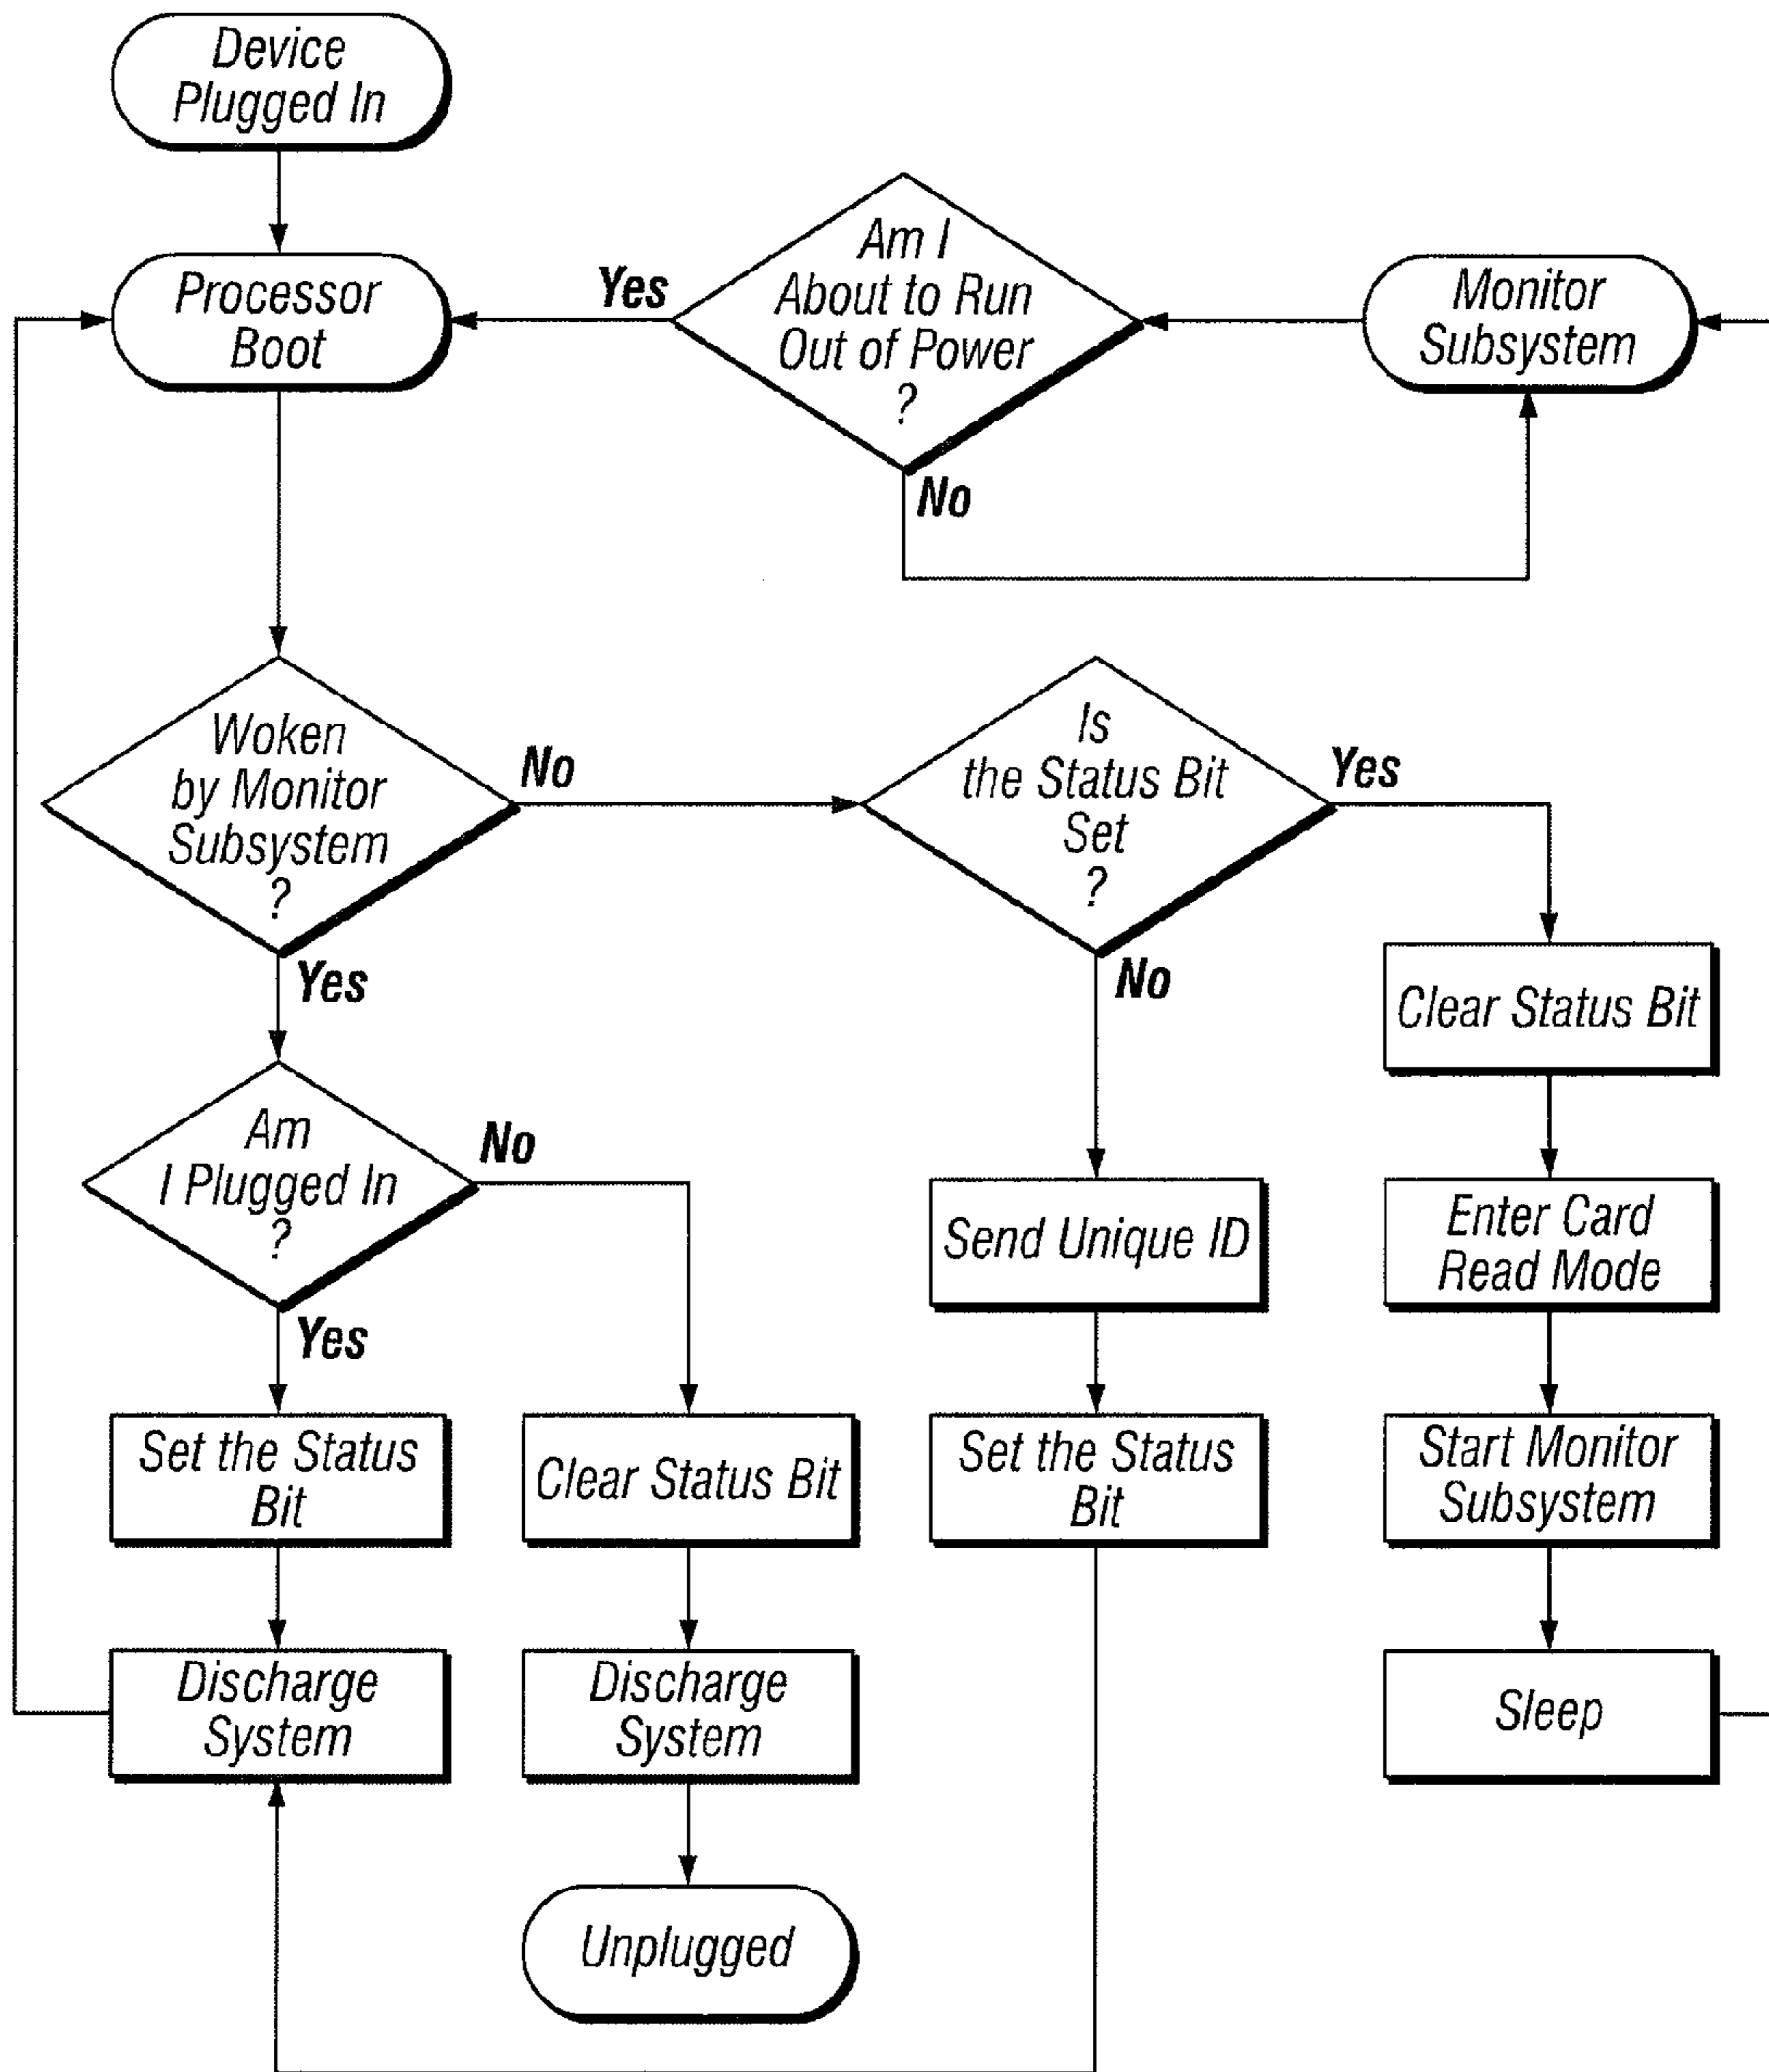 Device
Plugged In
Processor
Boot
Yes
Am I
About to Run
Out of Power
?
No
Monitor
Subsystem
Woken
by Monitor
Subsystem
?
No
Yes
Is
the Status Bit
Set
?
Yes
No
Clear Status Bit
Am
I Plugged In
?
No
Yes
Send Unique ID
Enter Card
Read Mode
Set the Status
Bit
Clear Status Bit
Set the Status
Bit
Start Monitor
Subsystem
Discharge
System
Discharge
System
Sleep
Unplugged